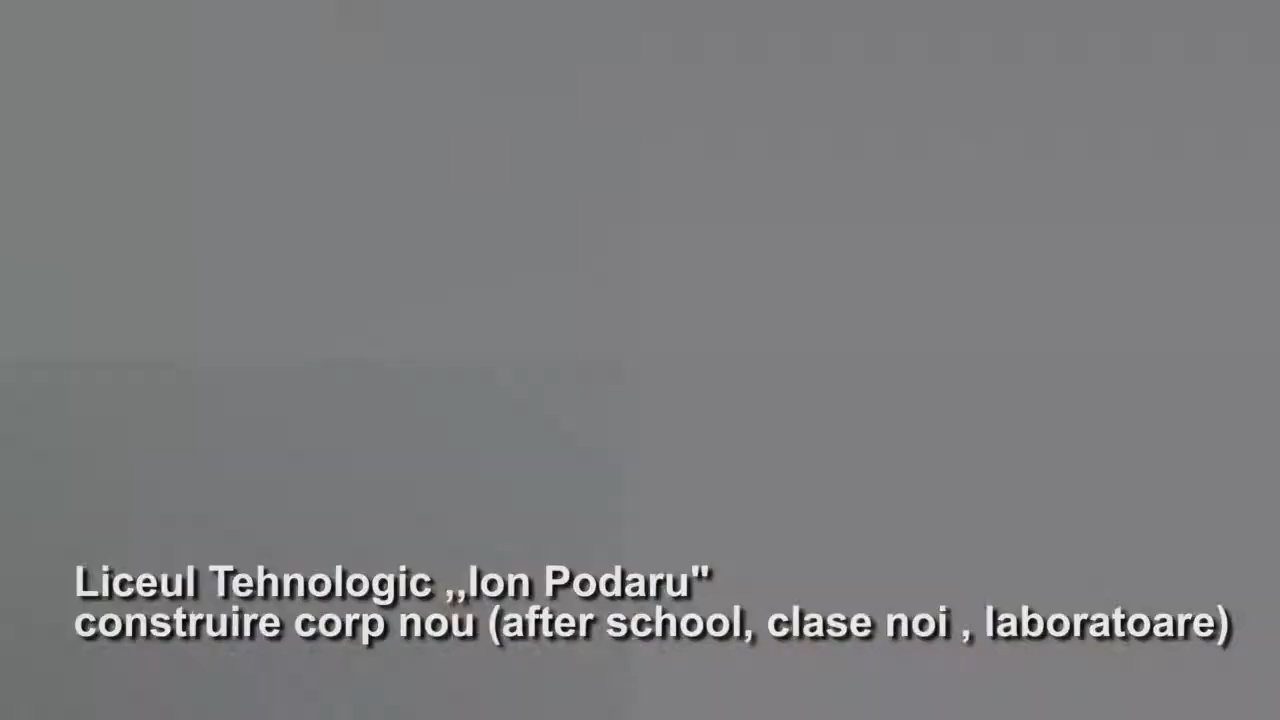 Liceul Tehnologic ,,Ion Podaru"
construire corp nou (after school, clase noi , laboratoare)